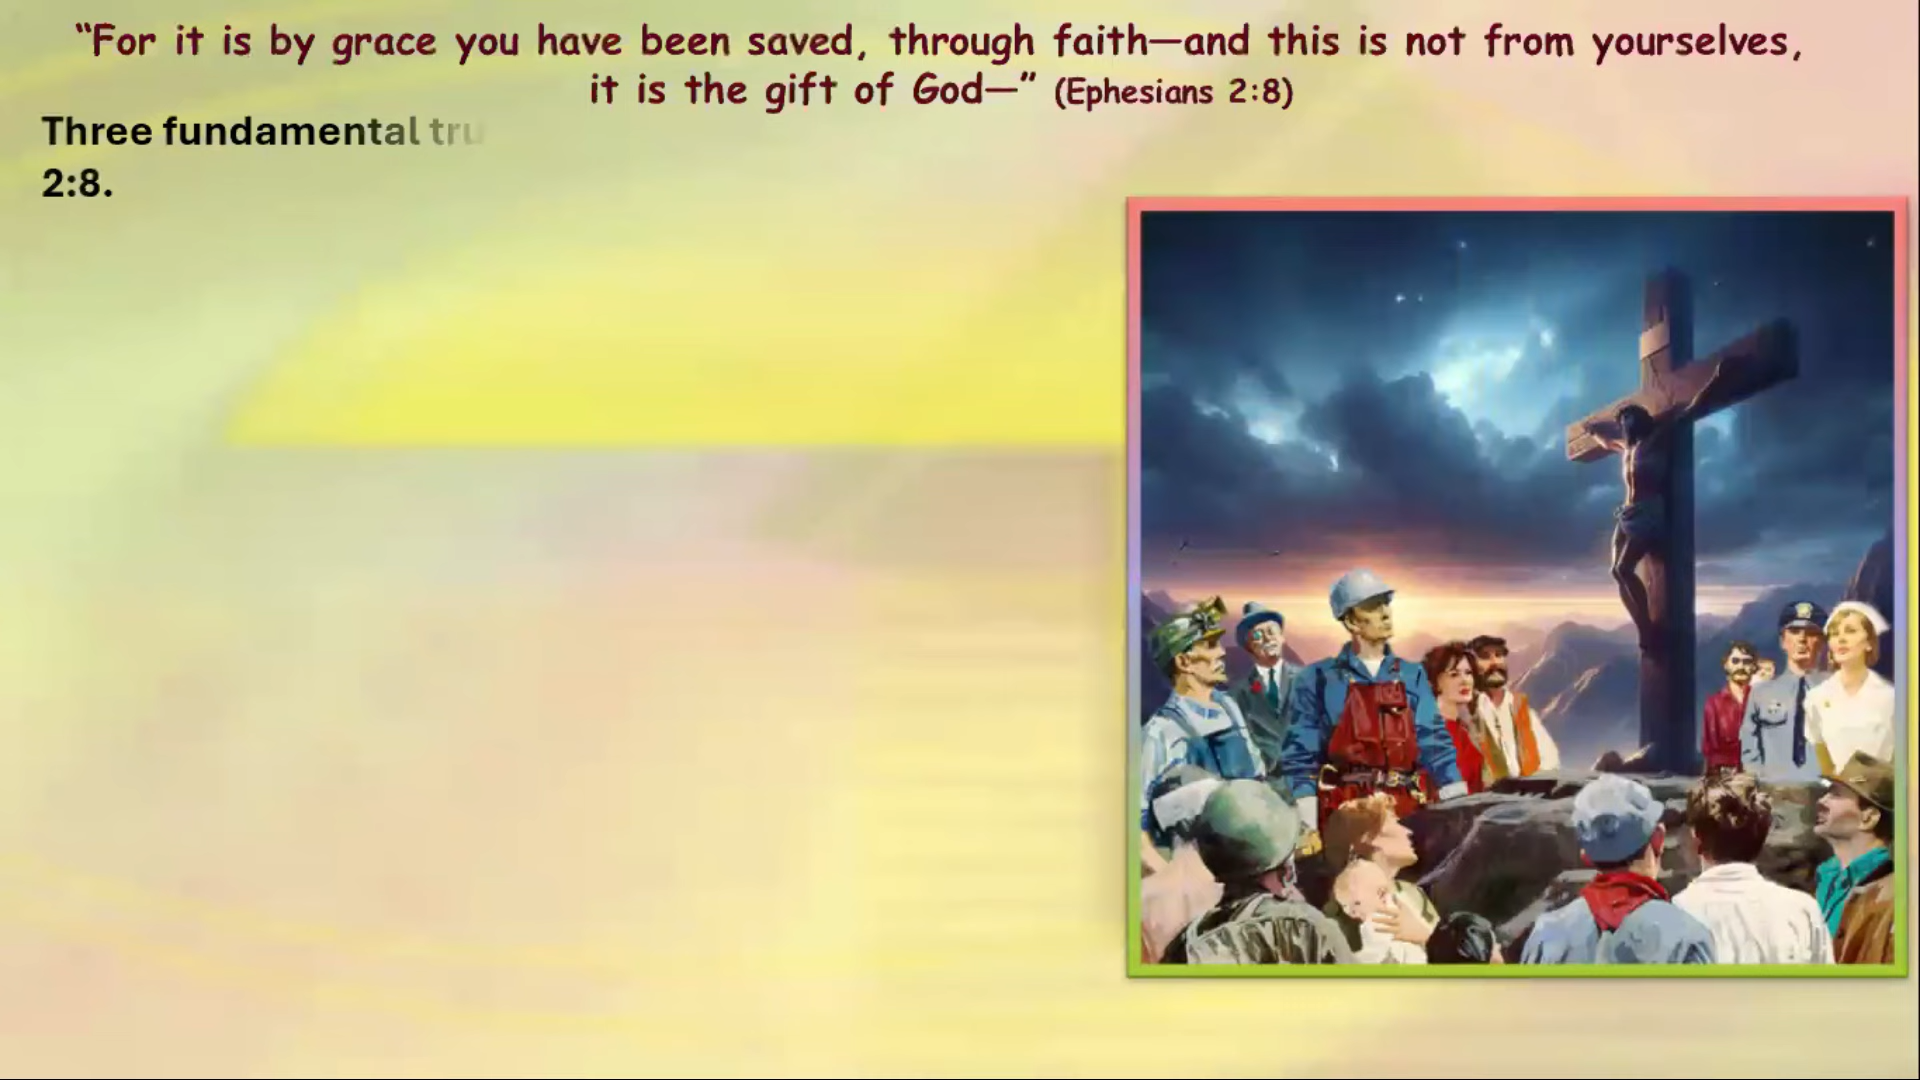 “For it is by grace you have been saved, through faith—and this is not from yourselves,
it is the gift of God—” (Ephesians 2:8)
Three fundamental
2:8.